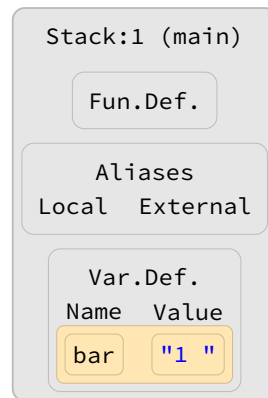 Stack:1 (main)
Fun.Def.
Aliases
Local External
Var.Def.
Name Value
bar "1 "